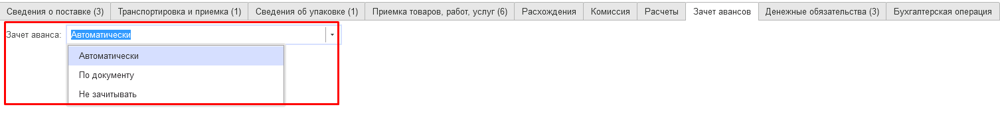 Сведения о поставке (3) Транспортировка и приемка (1) Сведения об упаковке (1) Приемка товаров, работ, услуг (6) Расхождения Комиссия Расчеты Зачет авансов Денежные обязательства (3) Бухгалтерская операция
Зачет аванса: Автоматически
Автоматически
По документу
Не зачитывать